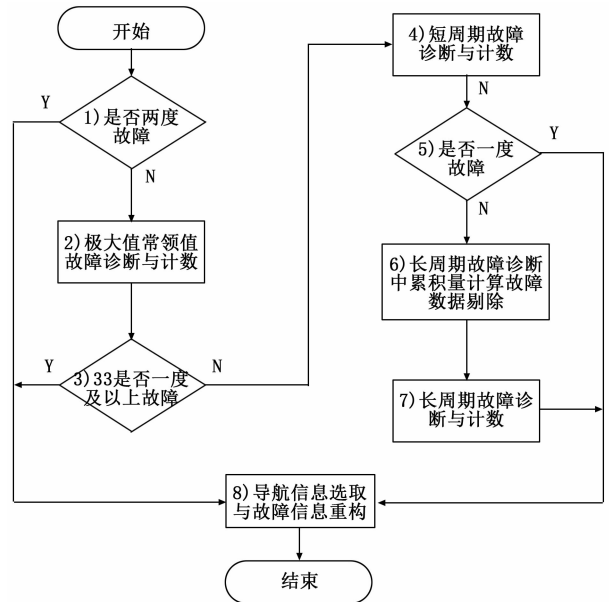 开始
Y
1)是否两度
故障
N
2)极大值常领值
故障诊断与计数
Y
3)33是否一度
及以上故障
N
4)短周期故障
诊断与计数
N
5)是否一度
故障
Y
N
6)长周期故障诊断
中累积量计算故障
数据剔除
7)长周期故障诊
断与计数
8)导航信息选取
与故障信息重构
结束